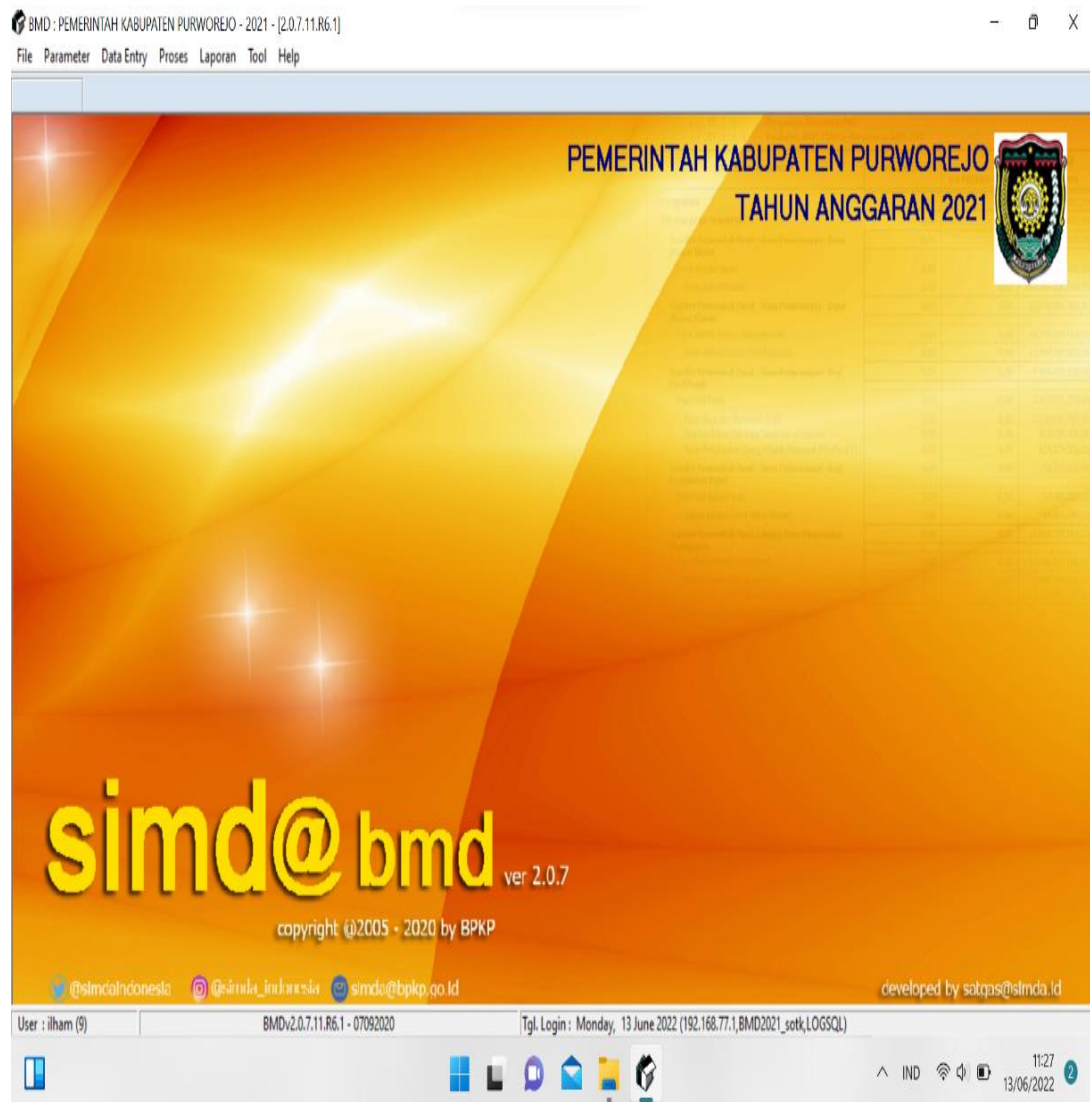 BMD : PEMERINTAH KABUPATEN PURWOREJO - 2021 - [2.0.7.11.R6.1]
File Parameter Data Entry Proses Laporan Tool Help
PEMERINTAH KABUPATEN PURWOREJO
TAHUN ANGGARAN 2021
simd@ bmd ver 2.0.7
copyright @2005 - 2020 by BPKP
@simdaIndonesia @simda_indonesia simda@bpkp.go.id developed by satgas@simda.id
User : ilham (9) BMDv2.0.7.11.R6.1 - 07092020 Tgl. Login : Monday, 13 June 2022 (192.168.77.1,BMD2021_sotk,LOGSQL)
IND 11:27
13/06/2022 2